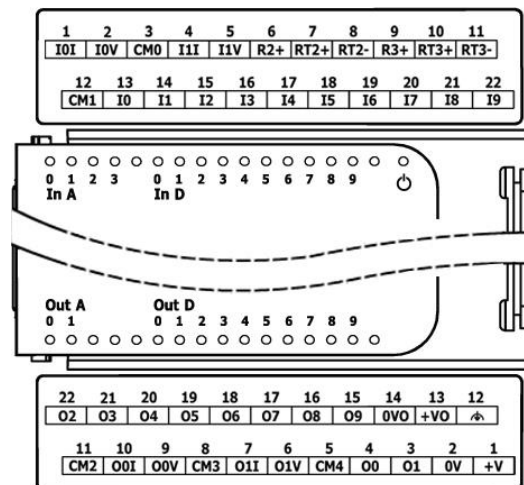 1 2 3 4 5 6 7 8 9 10 11
I0I I0V CM0 I1I I1V R2+ RT2+ RT2- R3+ RT3+ RT3-
12 13 14 15 16 17 18 19 20 21 22
CM1 I0 I1 I2 I3 I4 I5 I6 I7 I8 I9
0 1 2 3 0 1 2 3 4 5 6 7 8 9
In A In D
Out A Out D
0 1 0 1 2 3 4 5 6 7 8 9
22 21 20 19 18 17 16 15 14 13 12
O2 O3 O4 O5 O6 O7 O8 O9 0VO +VO
11 10 9 8 7 6 5 4 3 2 1
CM2 O0I O0V CM3 O1I O1V CM4 O0 O1 0V +V